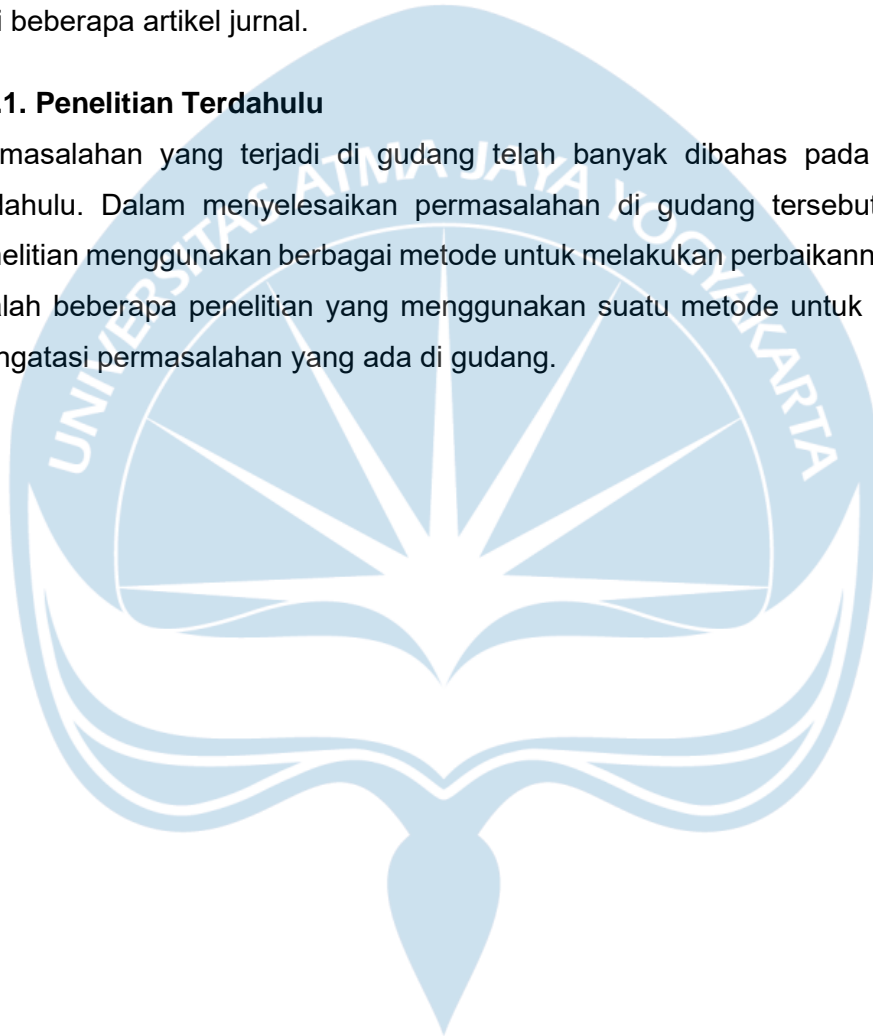 i beberapa artikel jurnal.
.1. Penelitian Terdahulu
masalahan yang terjadi di gudang telah banyak dibahas pada
lahulu. Dalam menyelesaikan permasalahan di gudang tersebut
nelitian menggunakan berbagai metode untuk melakukan perbaikann
lah beberapa penelitian yang menggunakan suatu metode untuk
ngatasi permasalahan yang ada di gudang.
UNIVERSITAS ATMA JAYA YOGYAKARTA